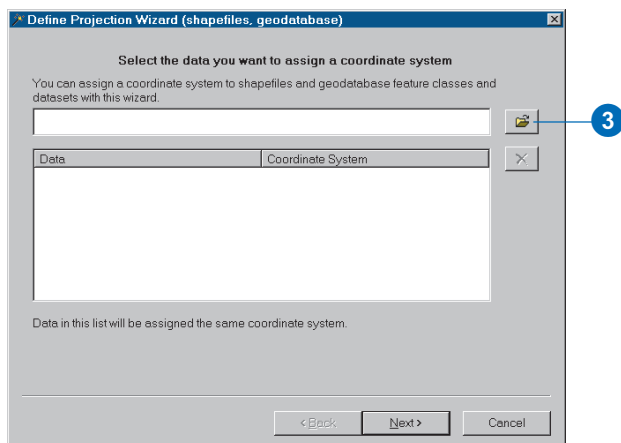 Define Projection Wizard (shapefiles, geodatabase)
Select the data you want to assign a coordinate system
You can assign a coordinate system to shapefiles and geodatabase feature classes and
datasets with this wizard.
3
Data
Coordinate System
Data in this list will be assigned the same coordinate system.
< Back
Next >
Cancel